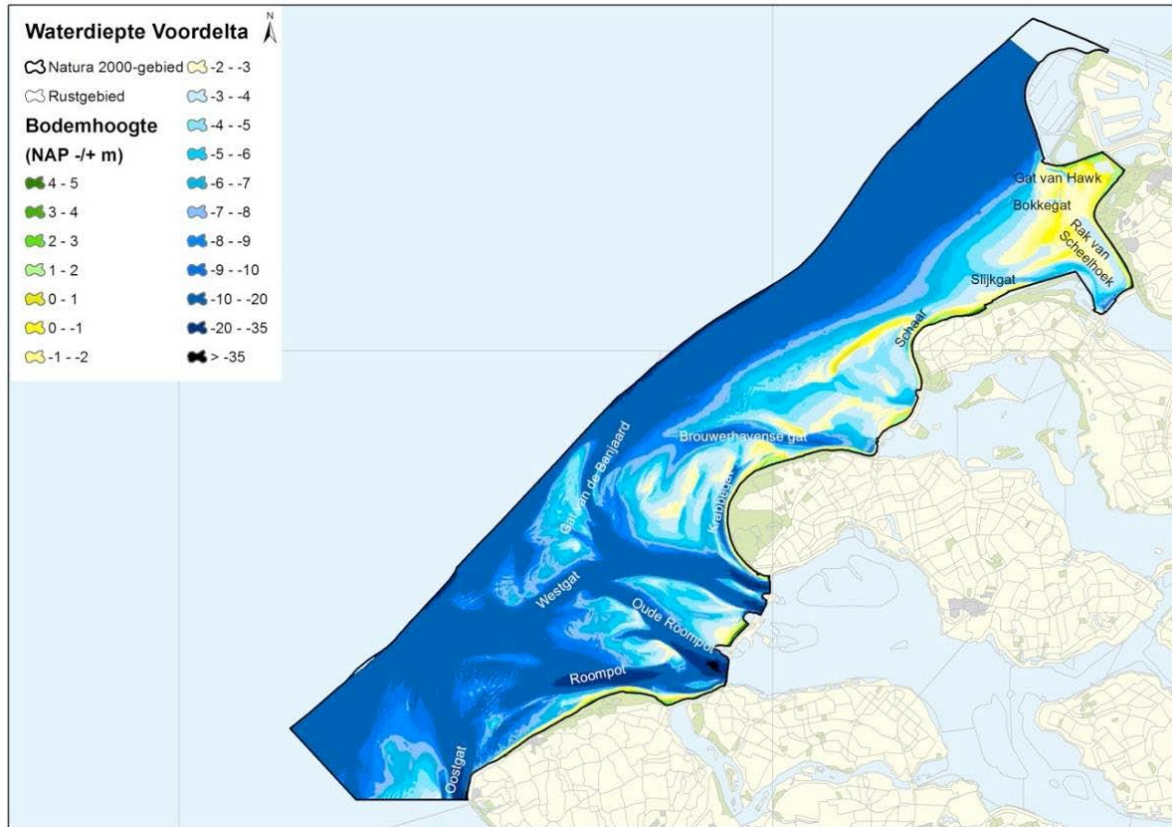 Waterdiepte Voordelta
N
Natura 2000-gebied
Rustgebied
Bodemhoogte
(NAP -/+ m)
4 - 5
3 - 4
2 - 3
1 - 2
0 - 1
0 - -1
-1 - -2
-2 - -3
-3 - -4
-4 - -5
-5 - -6
-6 - -7
-7 - -8
-8 - -9
-9 - -10
-10 - -20
-20 - -35
> -35
Gat van Hawk
Bokkegat
Rak van
Scheelhoek
Slijkgat
Schaar
Brouwerhavense gat
Krabbegat
Gat van de Banjaard
Westgat
Oude Roompot
Roompot
Oostgat